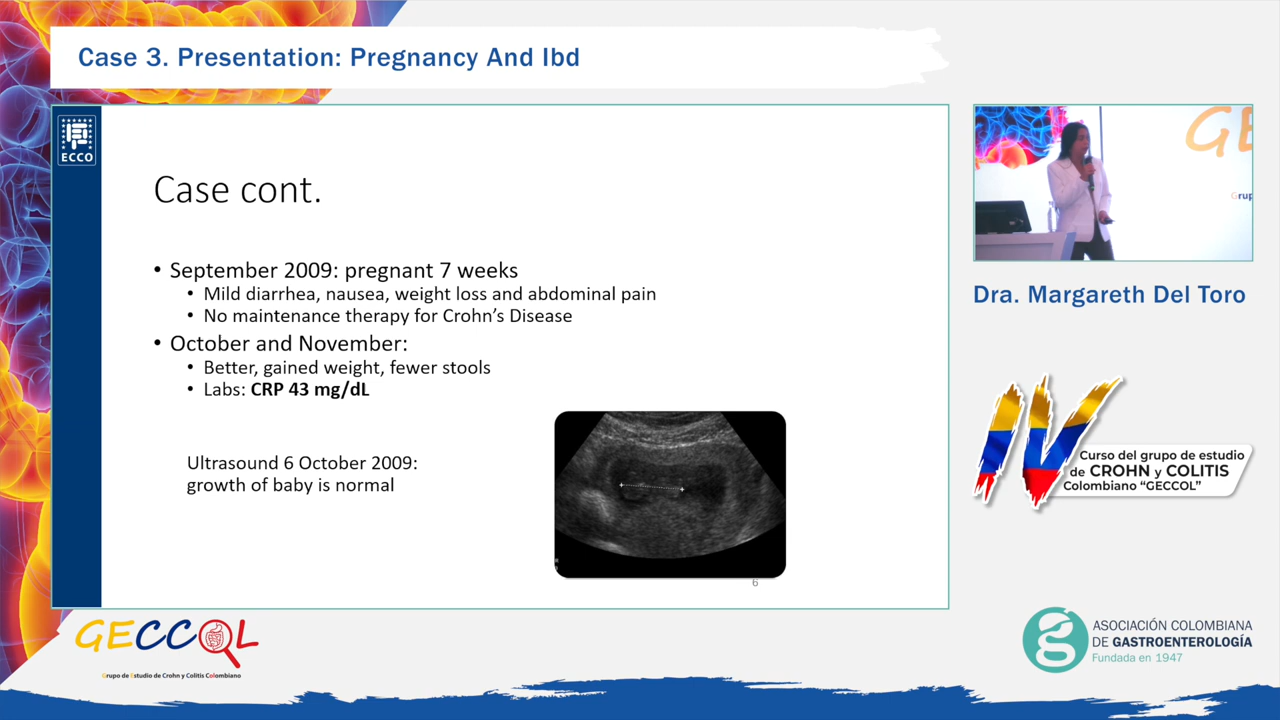 Case 3. Presentation: Pregnancy And Ibd
ECCO
Case cont.
• September 2009: pregnant 7 weeks
• Mild diarrhea, nausea, weight loss and abdominal pain
• No maintenance therapy for Crohn's Disease
• October and November:
• Better, gained weight, fewer stools
• Labs: CRP 43 mg/dL
Ultrasound 6 October 2009:
growth of baby is normal
6
GE
Grup
Dra. Margareth Del Toro
IV
Curso del grupo de estudio
de CROHN y COLITIS
Colombiano "GECCOL"
GECCOL
Grupo de Estudio de Crohn y Colitis Colombiano
ASOCIACIÓN COLOMBIANA
DE GASTROENTEROLOGÍA
Fundada en 1947